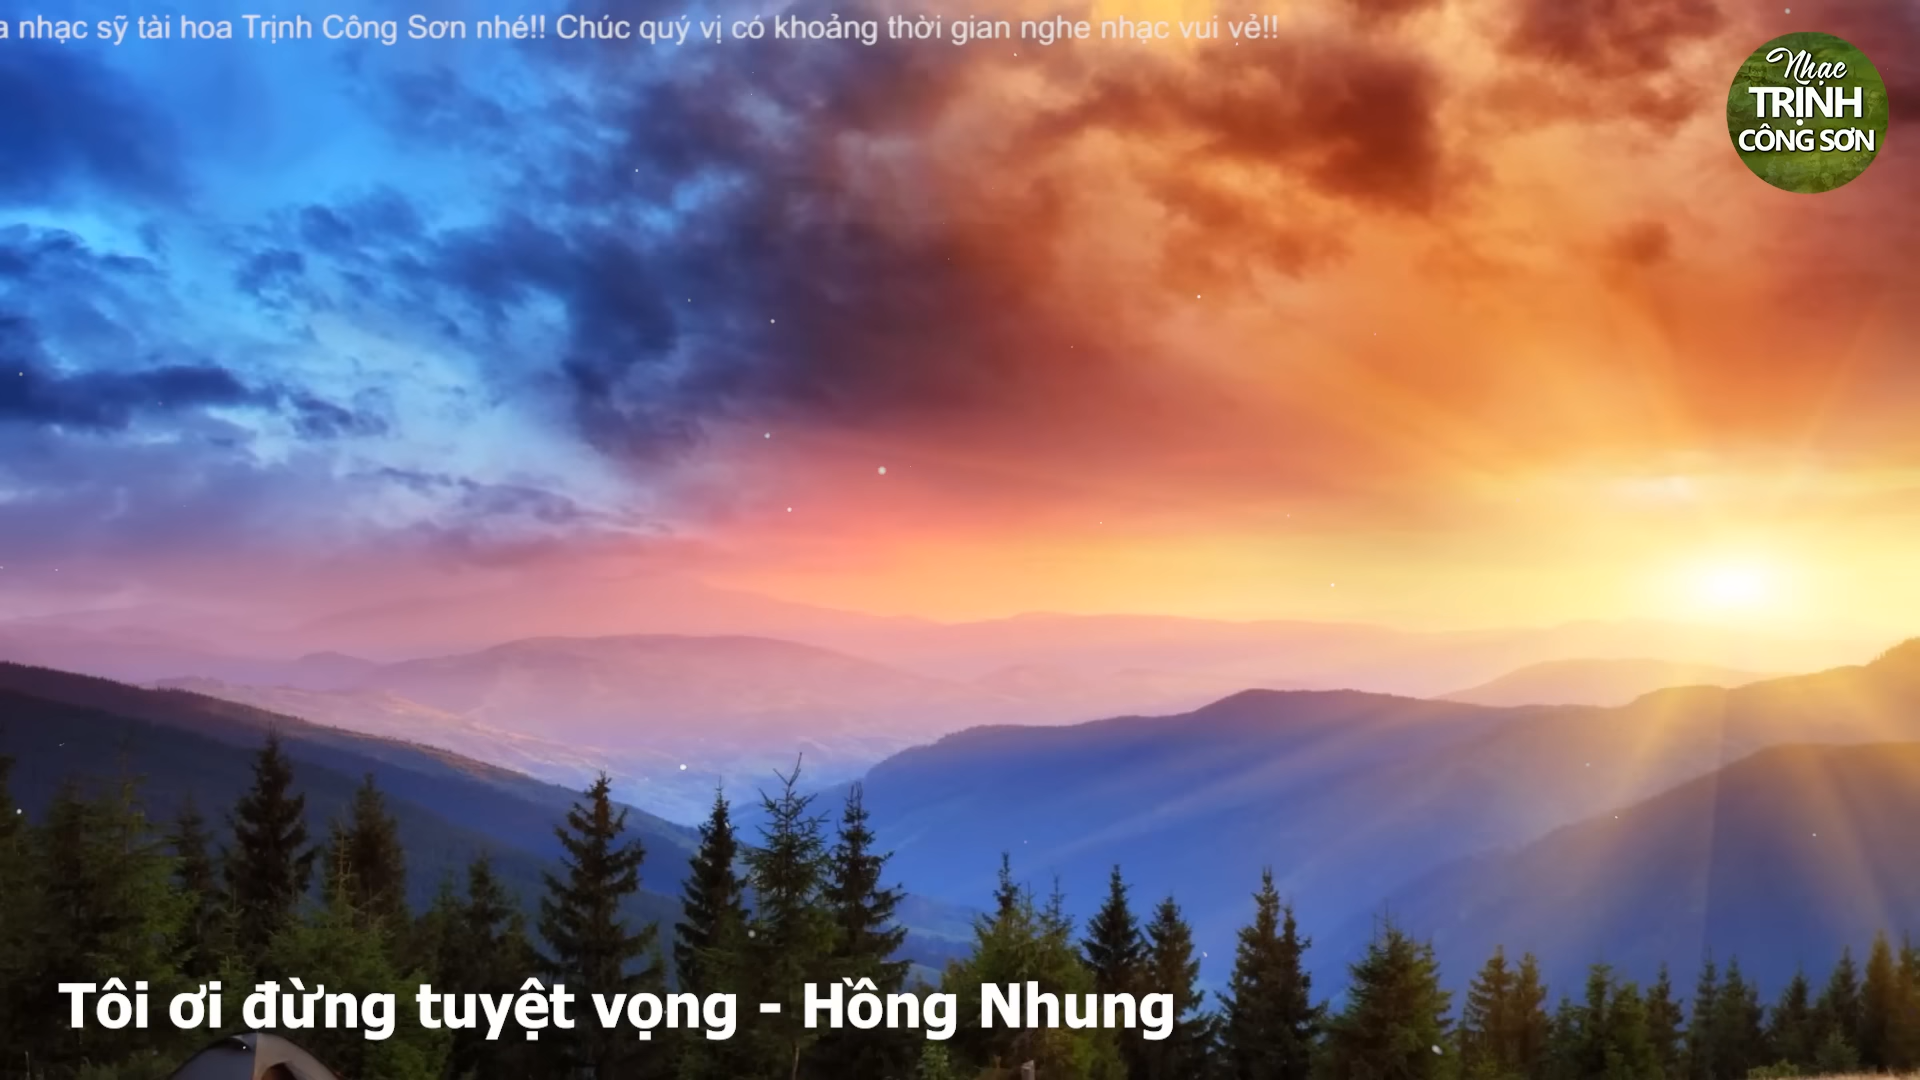 a nhạc sỹ tài hoa Trịnh Công Sơn nhé!! Chúc quý vị có khoảng thời gian nghe nhạc vui vẻ!!
Nhạc
TRỊNH
CÔNG SƠN
Tôi ơi đừng tuyệt vọng - Hồng Nhung